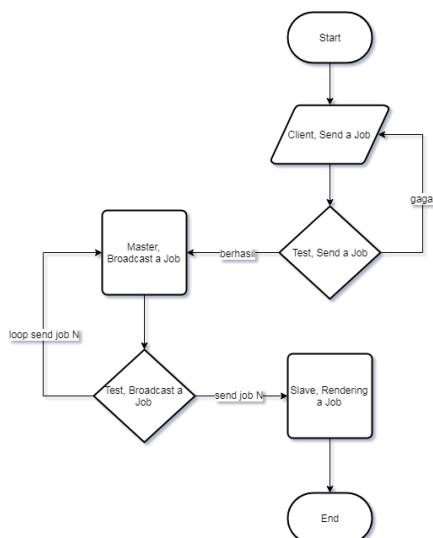 Start
Client, Send a Job
gaga
Test, Send a Job
berhasil
Master,
Broadcast a Job
loop send job N
Test, Broadcast a
Job
send job N
Slave, Rendering
a Job
End